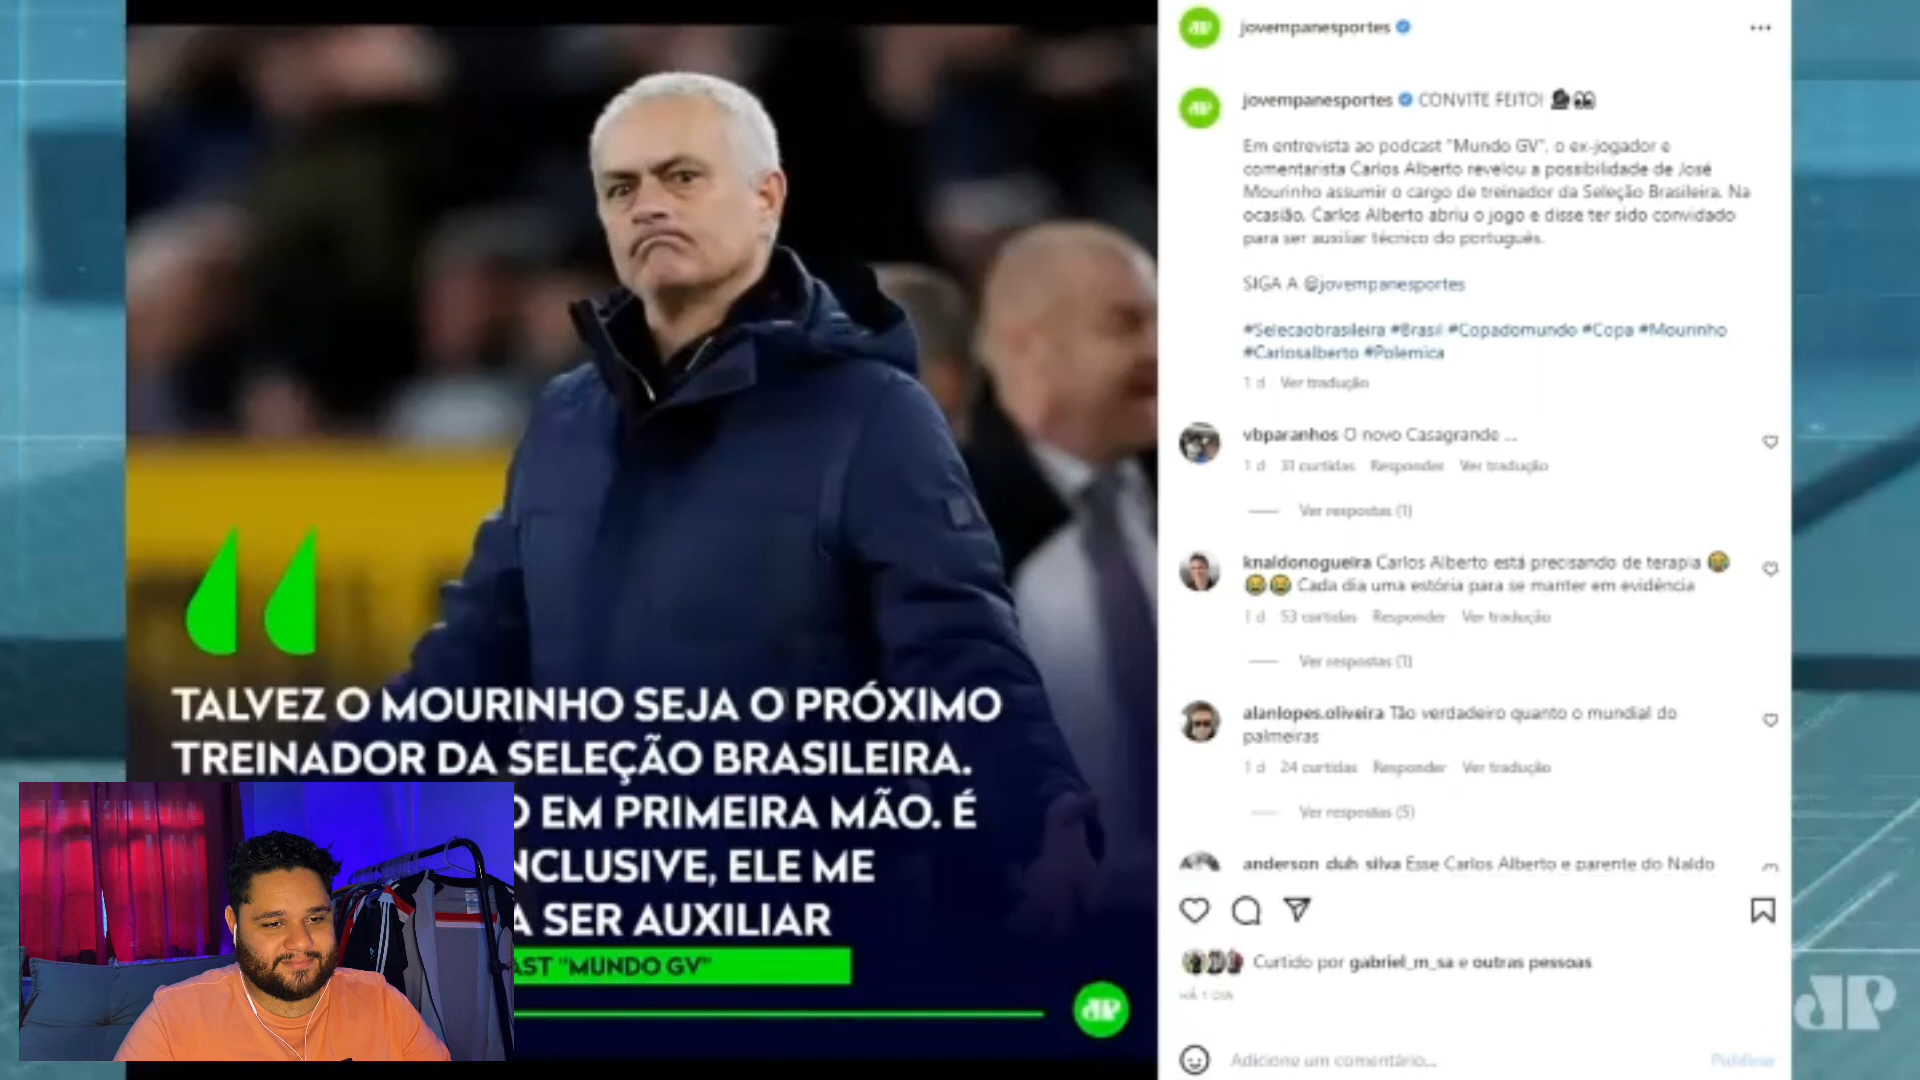 TALVEZ O MOURINHO SEJA O PRÓXIMO
TREINADOR DA SELEÇÃO BRASILEIRA.
EM PRIMEIRA MÃO. É
NCLUSIVE, ELE ME
A SER AUXILIAR
AST "MUNDO GV"
JP
jovempanesportes
jovempanesportes CONVITE FEITO!
Em entrevista ao podcast "Mundo GV", o ex-jogador e
comentarista Carlos Alberto revelou a possibilidade de José
Mourinho assumir o cargo de treinador da Seleção Brasileira. Na
ocasião, Carlos Alberto abriu o jogo e disse ter sido convidado
para ser auxiliar técnico do português.
SIGA A @jovempanesportes
#Selecaobrasileira #Brasil #Copadomundo #Copa #Mourinho
#Carlosalberto #Polemica
1 d Ver tradução
vbparanhos O novo Casagrande ...
1 d 31 curtidas Responder Ver tradução
Ver respostas (1)
knaldonogueira Carlos Alberto está precisando de terapia
Cada dia uma estória para se manter em evidência
1 d 53 curtidas Responder Ver tradução
Ver respostas (1)
alanlopes.oliveira Tão verdadeiro quanto o mundial do
palmeiras
1 d 24 curtidas Responder Ver tradução
Ver respostas (5)
anderson_duh_silva Esse Carlos Alberto e parente do Naldo
Curtido por gabriel_m_sa e outras pessoas
HÁ 1 DIA
Adicione um comentário...
Publicar
JP